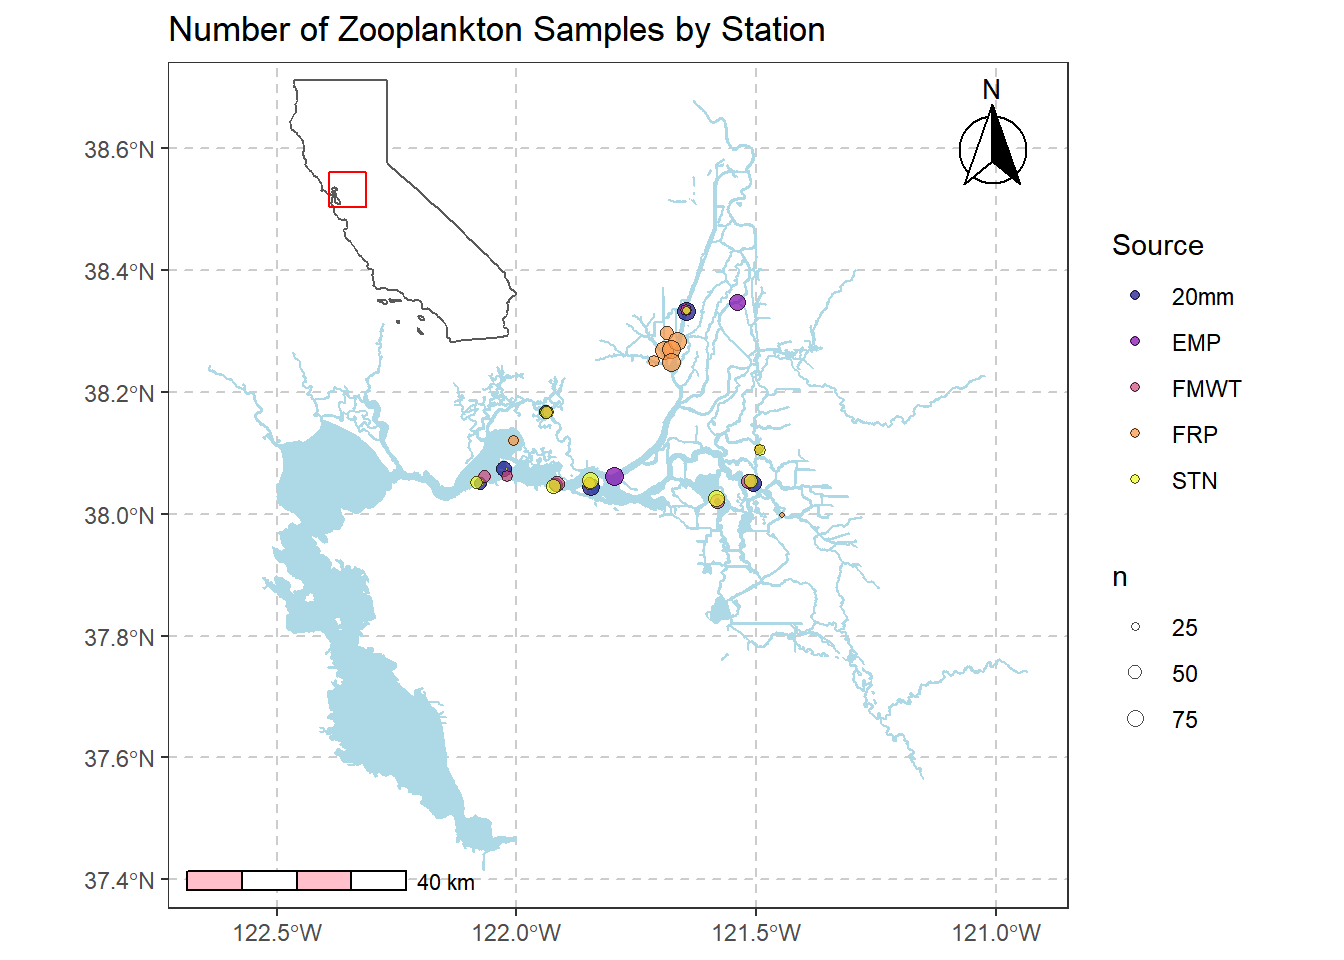 Number of Zooplankton Samples by Station
N
38.6°N
38.4°N
38.2°N
38.0°N
37.8°N
37.6°N
37.4°N
40 km
122.5°W
122.0°W
121.5°W
121.0°W
Source
20mm
EMP
FMWT
FRP
STN
n
25
50
75